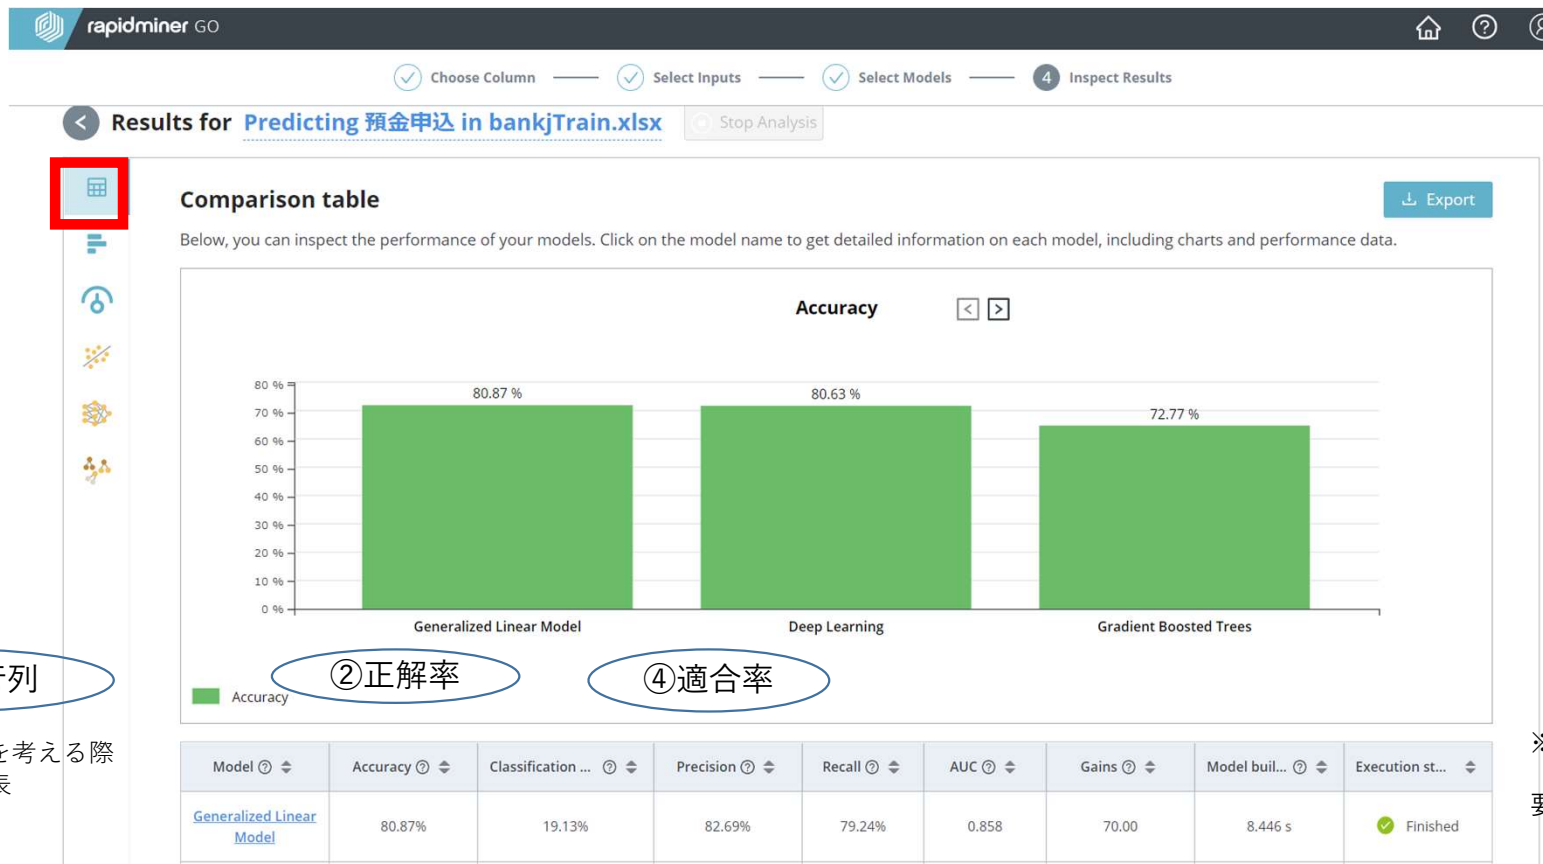 rapidminer GO
Choose Column
Select Inputs
Select Models
4 Inspect Results
Results for Predicting 預金申込 in bankjTrain.xlsx
Stop Analysis
Comparison table
Export
Below, you can inspect the performance of your models. Click on the model name to get detailed information on each model, including charts and performance data.
Accuracy < >
80 %
70 %
60 %
50 %
40 %
30 %
20 %
10 %
0 %
80.87 %
80.63 %
72.77 %
Generalized Linear Model
Deep Learning
Gradient Boosted Trees
行列
②正解率
④適合率
Accuracy
を考える際
表
※
要
Model Accuracy Classification ... Precision Recall AUC Gains Model buil... Execution st...
Generalized Linear Model 80.87% 19.13% 82.69% 79.24% 0.858 70.00 8.446 s Finished